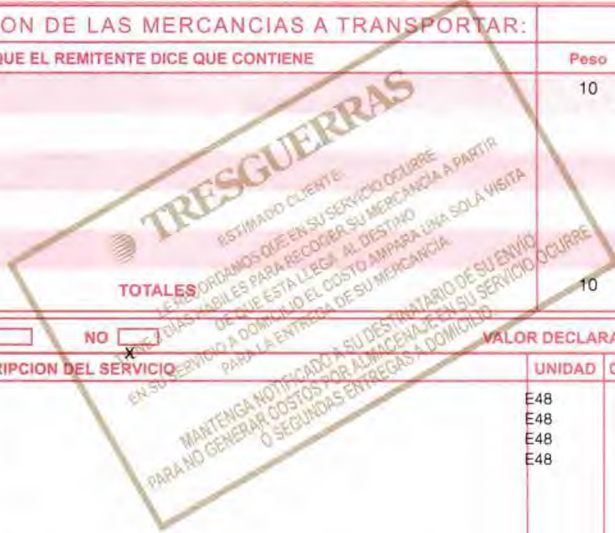 ON DE LAS MERCANCIAS A TRANSPORTAR:
QUE EL REMITENTE DICE QUE CONTIENE
Peso
10
TRESGUERRAS
ESTIMADO CLIENTE:
LE RECORDAMOS QUE EN SU SERVICIO OCURRE
TIENE 7 DIAS HABILES PARA RECOGER SU MERCANCIA A PARTIR
DE QUE ESTA LLEGA AL DESTINO
EN SU SERVICIO A DOMICILIO EL COSTO AMPARA UNA SOLA VISITA
PARA LA ENTREGA DE SU MERCANCIA.
MANTENGA NOTIFICADO A SU DESTINATARIO DE SU ENVIO
PARA NO GENERAR COSTOS POR ALMACENAJE EN SU SERVICIO OCURRE
O SEGUNDAS ENTREGAS A DOMICILIO.
TOTALES
10
NO
X
VALOR DECLARA
RIPCION DEL SERVICIO
UNIDAD
E48
E48
E48
E48